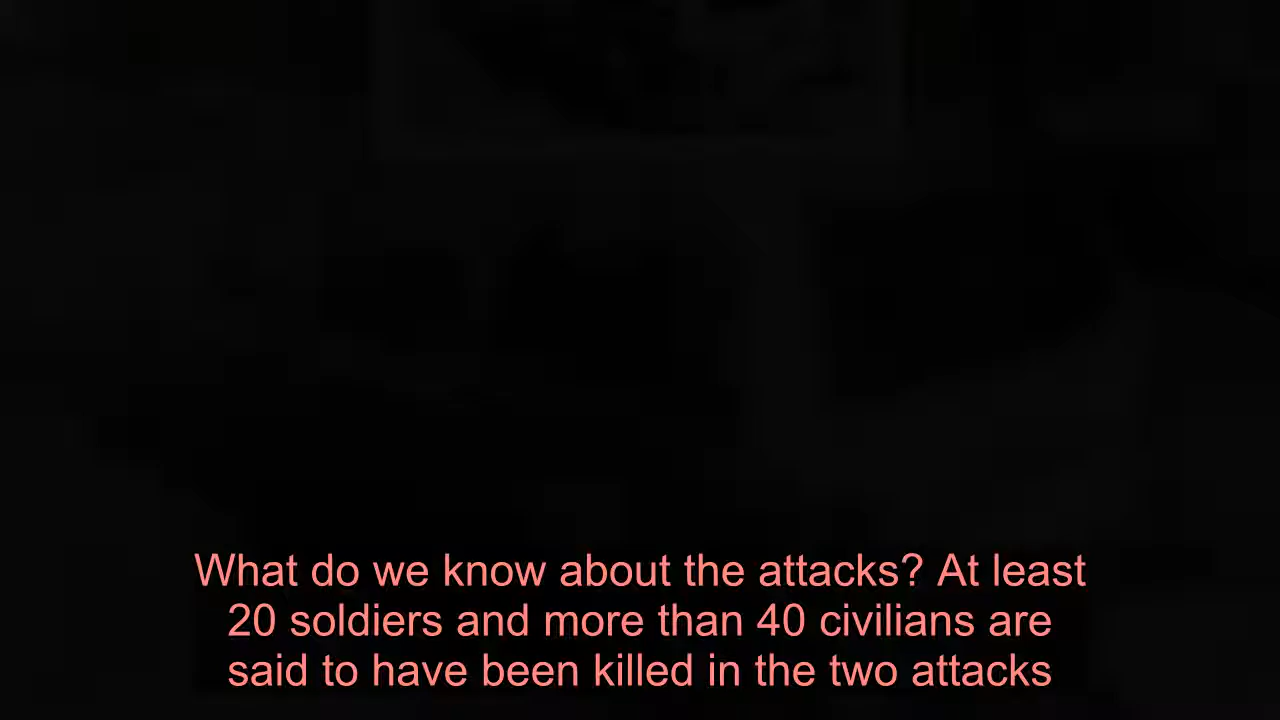 What do we know about the attacks? At least
20 soldiers and more than 40 civilians are
said to have been killed in the two attacks